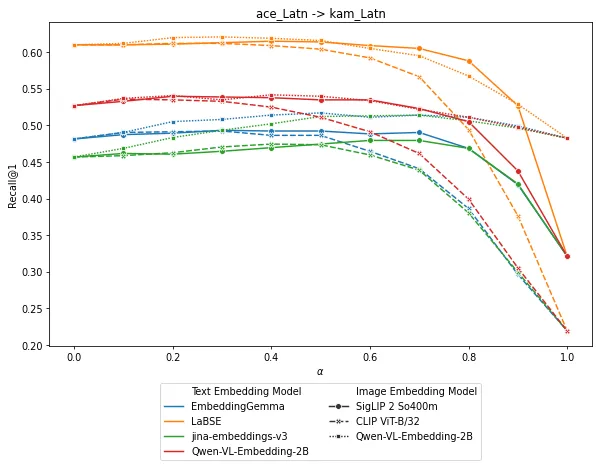 ace_Latn -> kam_Latn
Recall@1
0.60
0.55
0.50
0.45
0.40
0.35
0.30
0.25
0.20
0.0
0.2
0.4
0.6
0.8
1.0
α
Text Embedding Model
EmbeddingGemma
LaBSE
jina-embeddings-v3
Qwen-VL-Embedding-2B
Image Embedding Model
SigLIP 2 So400m
CLIP ViT-B/32
Qwen-VL-Embedding-2B